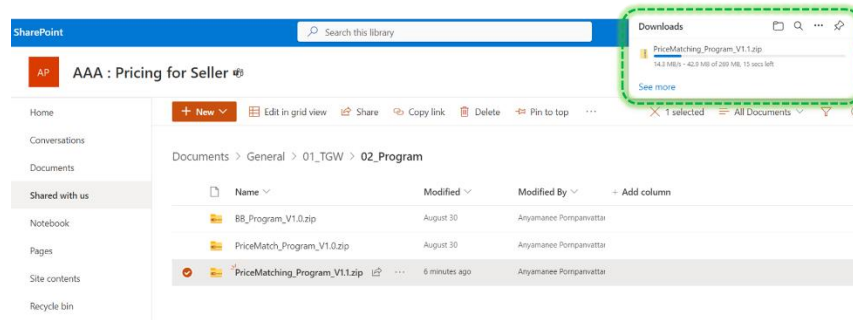 SharePoint
Search this library
Downloads
PriceMatching_Program_V1.1.zip
14.3 MB/s - 42.9 MB of 289 MB, 15 secs left
See more
AP
AAA : Pricing for Seller
Home
Conversations
Documents
Shared with us
Notebook
Pages
Site contents
Recycle bin
+ New
Edit in grid view
Share
Copy link
Delete
Pin to top
...
1 selected
All Documents
Documents > General > 01_TGW > 02_Program
Name
Modified
Modified By
+ Add column
BB_Program_V1.0.zip
August 30
Anyamanee Pornpanvattar
PriceMatch_Program_V1.0.zip
August 30
Anyamanee Pornpanvattar
PriceMatching_Program_V1.1.zip
6 minutes ago
Anyamanee Pornpanvattar